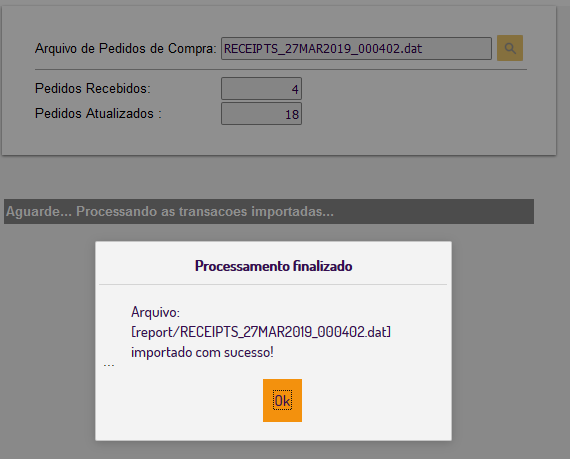 Arquivo de Pedidos de Compra: RECEIPTS_27MAR2019_000402.dat
Pedidos Recebidos: 4
Pedidos Atualizados : 18
Aguarde... Processando as transacoes importadas...
Processamento finalizado
Arquivo:
[report/RECEIPTS_27MAR2019_000402.dat]
importado com sucesso!
...
Ok